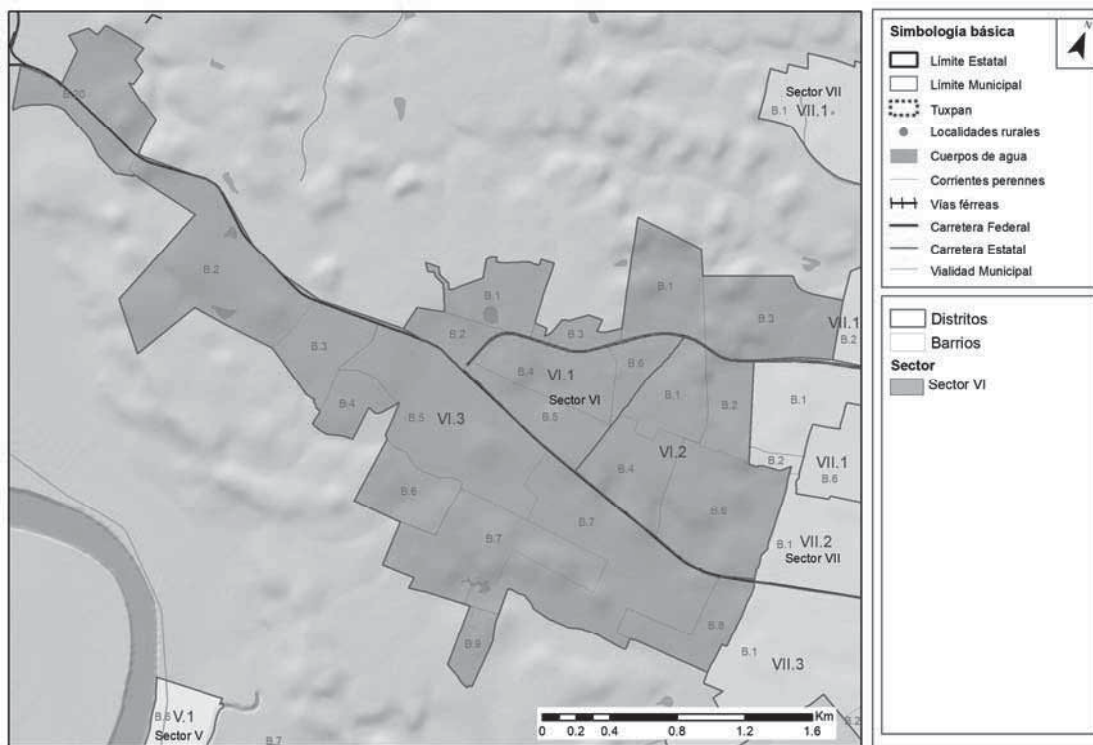 Simbología básica
N
Límite Estatal
Límite Municipal
Tuxpan
Localidades rurales
Cuerpos de agua
Corrientes perennes
Vías férreas
Carretera Federal
Carretera Estatal
Vialidad Municipal
Distritos
Barrios
Sector
Sector VI
B.20
Sector VII
B.1 VII.1
B.2
B.1
B.1
B.3
B.2
B.3
VII.1
B.2
B.3
B.4
VI.1
B.6
Sector VI
B.1
B.2
B.1
B.4
B.5
VI.3
B.5
VI.2
B.4
B.2
VII.1
B.6
B.6
B.7
B.7
B.8
B.1
VII.2
Sector VII
B.9
B.8
B.1
VII.3
B.6
V.1
Sector V
B.7
B.2
Km
0 0.2 0.4 0.8 1.2 1.6